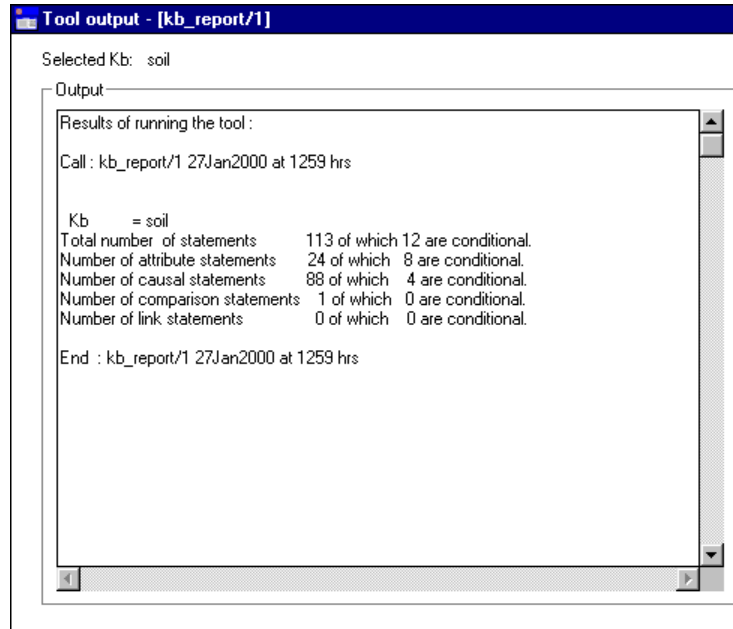 Tool output - [kb_report/1]
Selected Kb: soil
Output
Results of running the tool :
Call : kb_report/1 27Jan2000 at 1259 hrs
Kb = soil
Total number of statements 113 of which 12 are conditional.
Number of attribute statements 24 of which 8 are conditional.
Number of causal statements 88 of which 4 are conditional.
Number of comparison statements 1 of which 0 are conditional.
Number of link statements 0 of which 0 are conditional.
End : kb_report/1 27Jan2000 at 1259 hrs